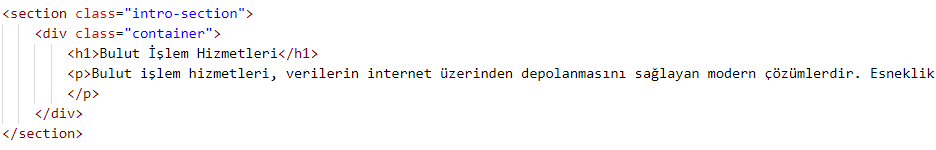 <section class="intro-section">
<div class="container">
<h1>Bulut İşlem Hizmetleri</h1>
<p>Bulut işlem hizmetleri, verilerin internet üzerinden depolanmasını sağlayan modern çözümlerdir. Esneklik
</p>
</div>
</section>